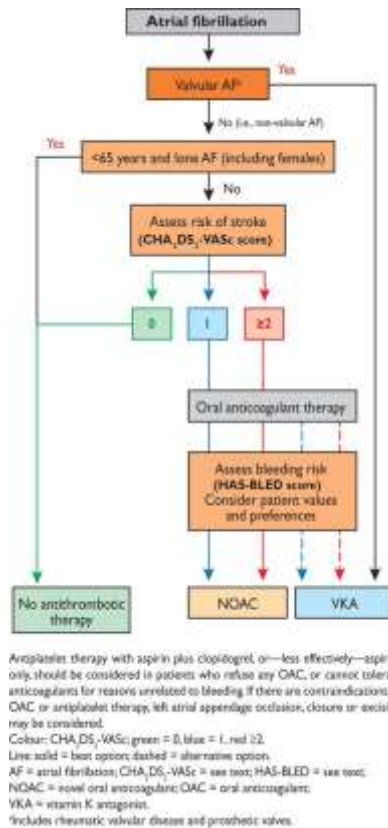 Atrial fibrillation
Yes
Valvular AFᵃ
No (i.e., non-valvular AF)
Yes
<65 years and lone AF (including females)
No
Assess risk of stroke
(CHA₂DS₂-VASc score)
0
1
≥2
Oral anticoagulant therapy
Assess bleeding risk
(HAS-BLED score)
Consider patient values
and preferences
No antithrombotic
therapy
NOAC
VKA
Antiplatelet therapy with aspirin plus clopidogrel, or—less effectively—aspirin
only, should be considered in patients who refuse any OAC, or cannot tolerate
anticoagulants for reasons unrelated to bleeding. If there are contraindications
OAC or antiplatelet therapy, left atrial appendage occlusion, closure or excision
may be considered.
Colour: CHA₂DS₂-VASc; green = 0, blue = 1, red ≥2.
Line: solid = best option; dashed = alternative option.
AF = atrial fibrillation; CHA₂DS₂-VASc = see text; HAS-BLED = see text;
NOAC = novel oral anticoagulant; OAC = oral anticoagulant;
VKA = vitamin K antagonist.
ᵃIncludes rheumatic valvular disease and prosthetic valves.